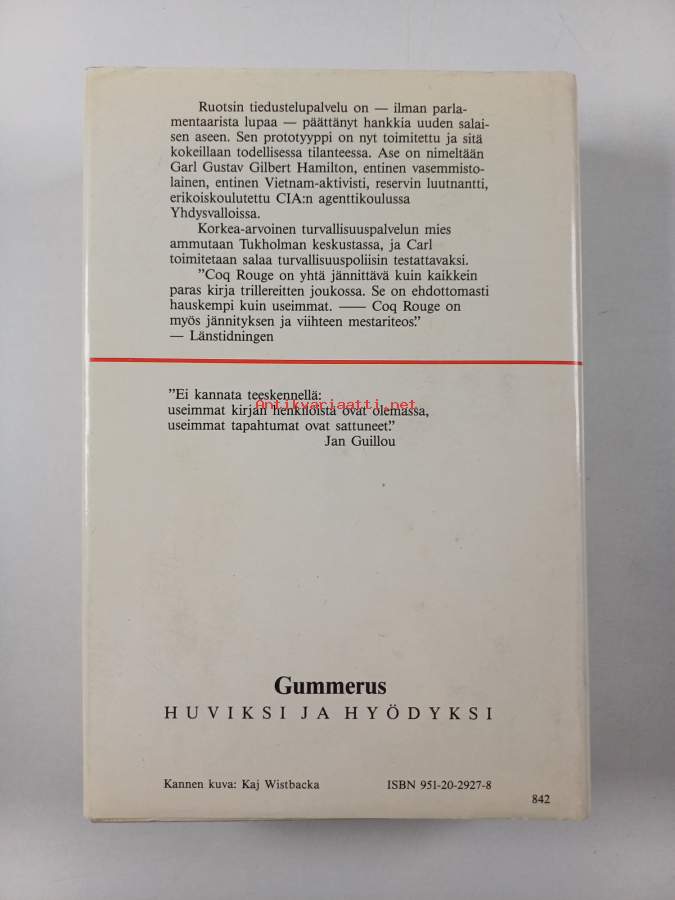 Ruotsin tiedustelupalvelu on — ilman parla-
mentaarista lupaa — päättänyt hankkia uuden salai-
sen aseen. Sen prototyyppi on nyt toimitettu ja sitä
kokeillaan todellisessa tilanteessa. Ase on nimeltään
Garl Gustav Gilbert Hamilton, entinen vasemmisto-
lainen, entinen Vietnam-aktivisti, reservin luutnantti,
erikoiskoulutettu CIA:n agenttikoulussa
Yhdysvalloissa.
Korkea-arvoinen turvallisuuspalvelun mies
ammutaan Tukholman keskustassa, ja Carl
toimitetaan salaa turvallisuuspoliisin testattavaksi.
”Coq Rouge on yhtä jännittävä kuin kaikkein
paras kirja trillereitten joukossa. Se on ehdottomasti
hauskempi kuin useimmat. —— Coq Rouge on
myös jännityksen ja viihteen mestariteos.”
— Länstidningen
”Ei kannata teeskennellä:
Antikvariaatti.net
useimmat kirjan henkilöistä ovat olemassa,
useimmat tapahtumat ovat sattuneet.”
Jan Guillou
Gummerus
HUVIKSI JA HYÖDYKSI
Kannen kuva: Kaj Wistbacka ISBN 951-20-2927-8
842